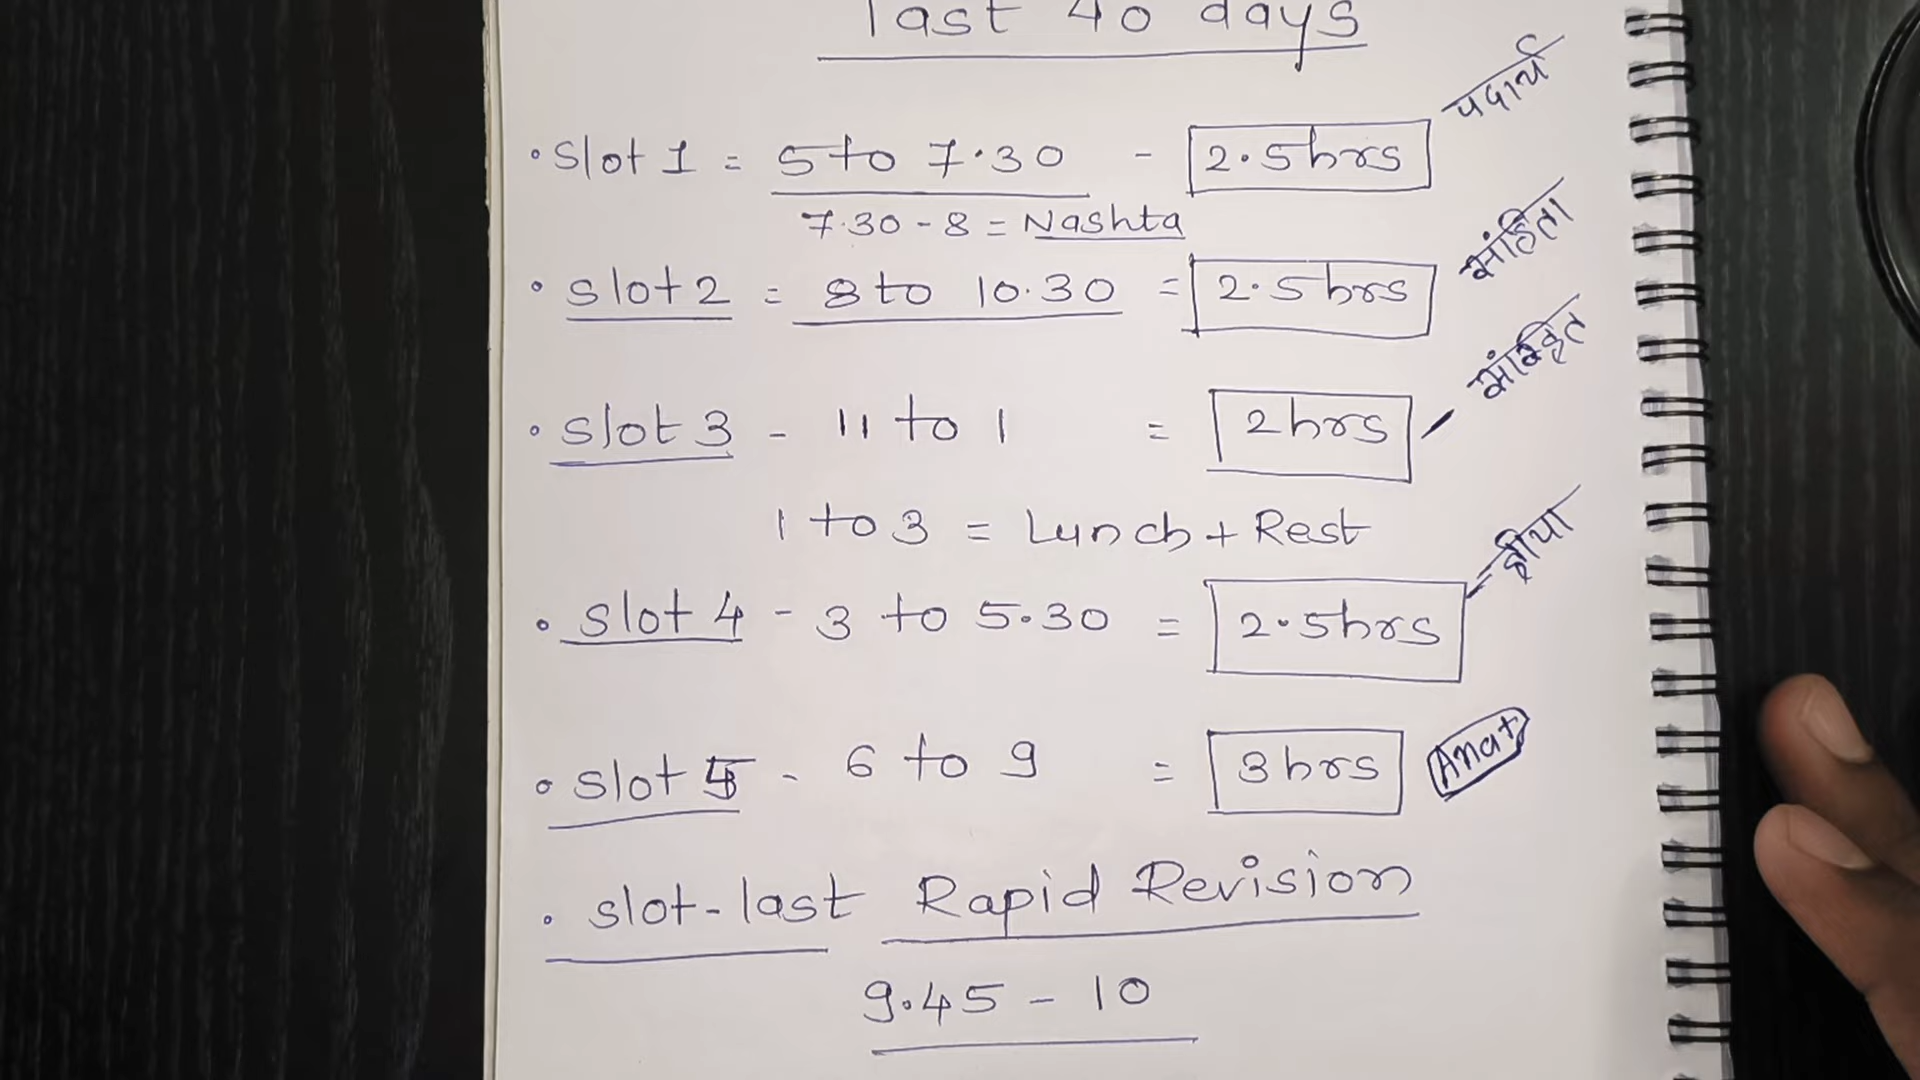 last 40 days
• Slot 1 = 5 to 7.30 - 2.5hrs पदार्थ
7.30 - 8 = Nashta
• slot 2 = 8 to 10.30 = 2.5hrs संहिता
• slot 3 - 11 to 1 = 2hrs
1 to 3 = Lunch + Rest
• slot 4 - 3 to 5.30 = 2.5hrs = क्रीया
• slot 5 - 6 to 9 = 3hrs Anat
• slot-last Rapid Revision
9.45 - 10